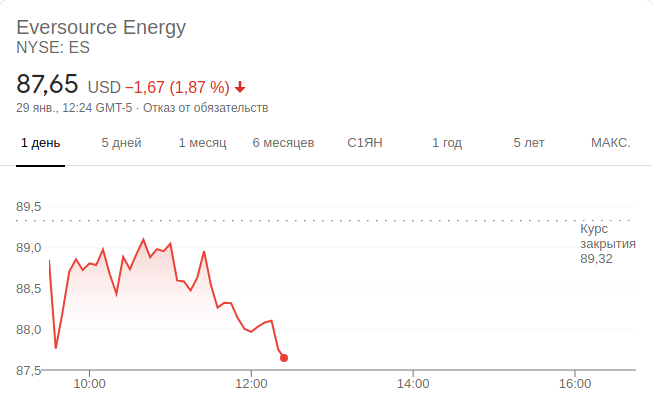 Eversource Energy
NYSE: ES
87,65 USD −1,67 (1,87 %)
29 янв., 12:24 GMT-5 · Отказ от обязательств
1 день 5 дней 1 месяц 6 месяцев С1ЯН 1 год 5 лет МАКС.
89,5
Курс
закрытия
89,32
89,0
88,5
88,0
87,5
10:00 12:00 14:00 16:00